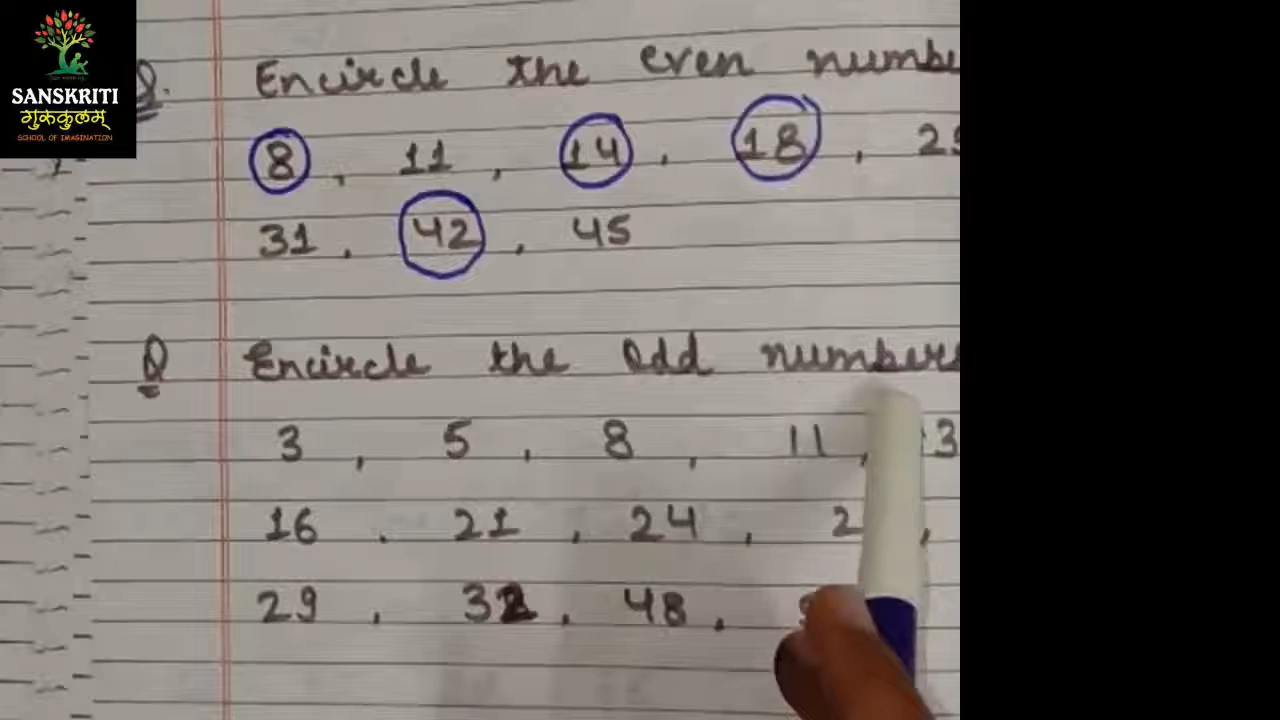 SANSKRITI
गुरुकुलम्
SCHOOL OF IMAGINATION
Q. Encircle the even numbe
8, 11, 14, 18, 29
31, 42, 45
Q Encircle the Odd numbers
3, 5, 8, 11, 3
16, 21, 24, 2,
29, 32, 48,